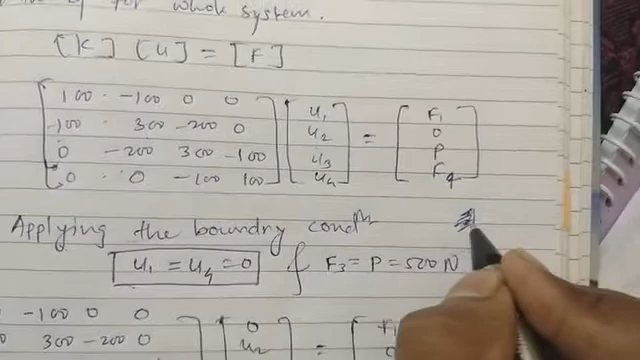 for whole system.
[K] [u] = [F]
100 -100 0 0 u1 F1
-100 300 -200 0 u2 = 0
0 -200 300 -100 u3 P
0 0 -100 100 u4 F4
Applying the boundry condn
u1 = u4 = 0 { F3 = P = 500 N
-100 0 0 0 F1
300 -200 0 u2 =